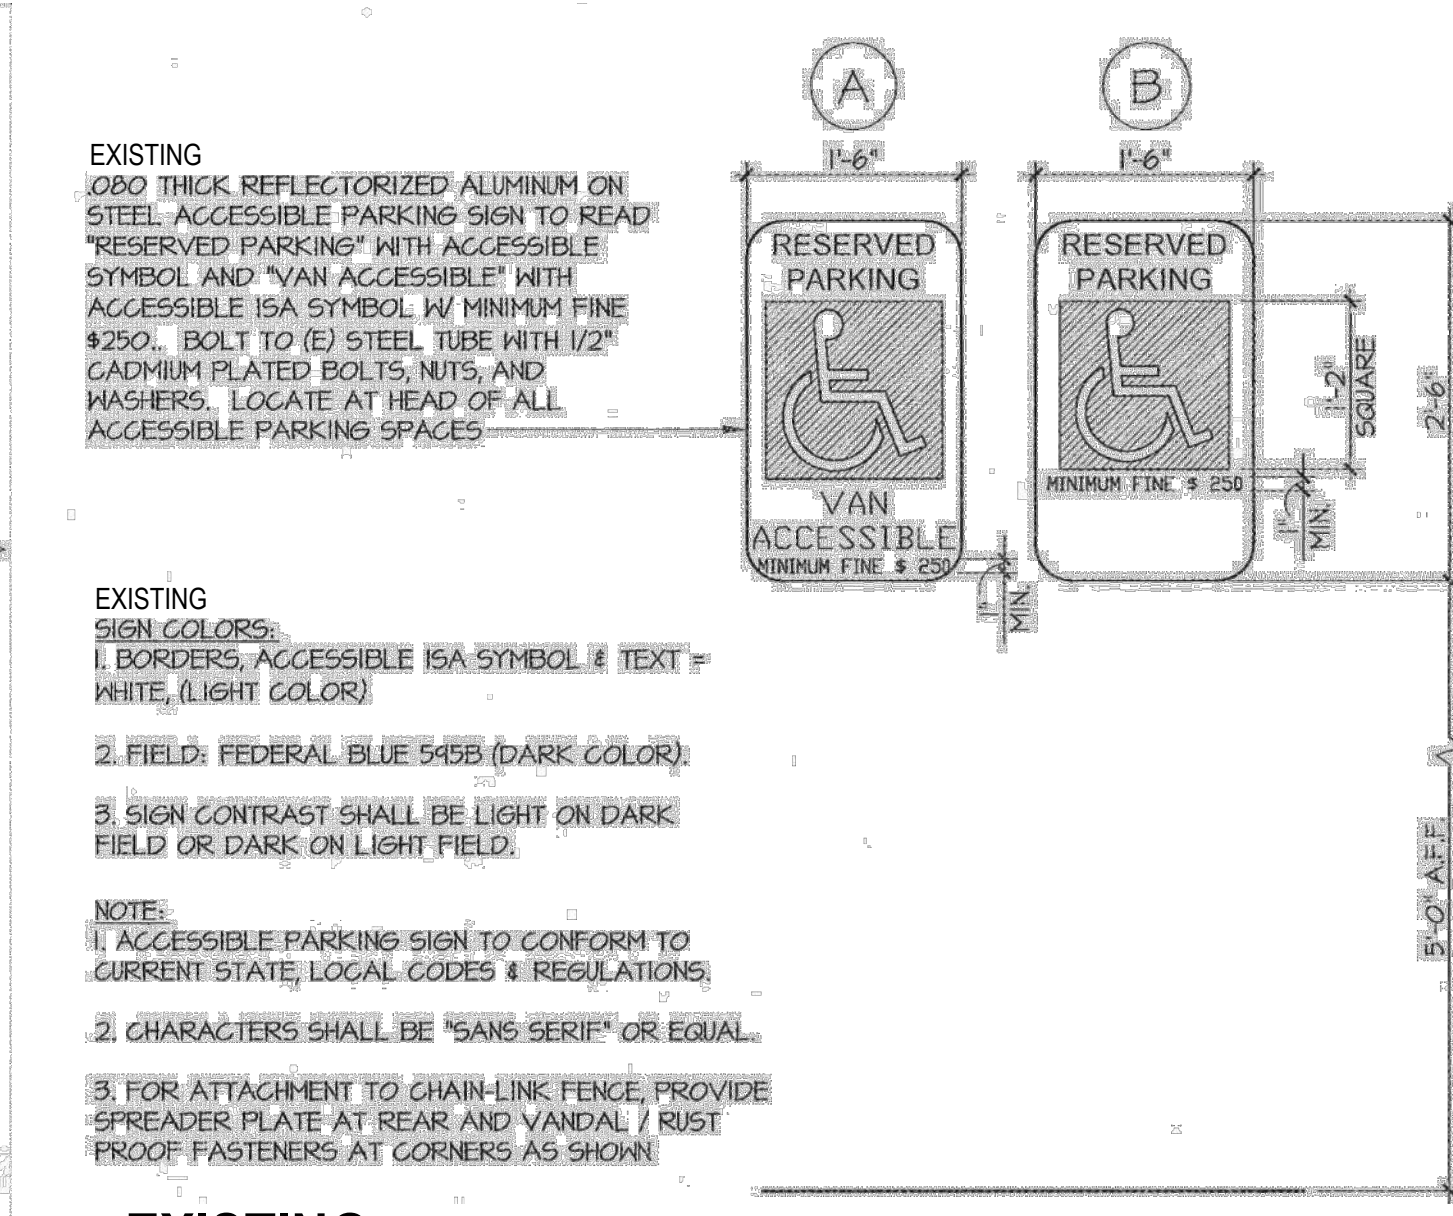 A
B
1'-6"
1'-6"
EXISTING
.080 THICK REFLECTORIZED ALUMINUM ON
STEEL ACCESSIBLE PARKING SIGN TO READ
"RESERVED PARKING" WITH ACCESSIBLE
SYMBOL AND "VAN ACCESSIBLE" WITH
ACCESSIBLE ISA SYMBOL W/ MINIMUM FINE
$250.. BOLT TO (E) STEEL TUBE WITH 1/2"
CADMIUM PLATED BOLTS, NUTS, AND
WASHERS. LOCATE AT HEAD OF ALL
ACCESSIBLE PARKING SPACES
RESERVED
PARKING
VAN
ACCESSIBLE
MINIMUM FINE $ 250
1"
MIN.
RESERVED
PARKING
MINIMUM FINE $ 250
1"
MIN.
1'-2"
SQUARE
2'-6"
5'-0" A.F.F
EXISTING
SIGN COLORS:
1. BORDERS, ACCESSIBLE ISA SYMBOL & TEXT =
WHITE, (LIGHT COLOR)
2. FIELD: FEDERAL BLUE 595B (DARK COLOR).
3. SIGN CONTRAST SHALL BE LIGHT ON DARK
FIELD OR DARK ON LIGHT FIELD.
NOTE:
1. ACCESSIBLE PARKING SIGN TO CONFORM TO
CURRENT STATE, LOCAL CODES & REGULATIONS.
2. CHARACTERS SHALL BE "SANS SERIF" OR EQUAL.
3. FOR ATTACHMENT TO CHAIN-LINK FENCE, PROVIDE
SPREADER PLATE AT REAR AND VANDAL / RUST
PROOF FASTENERS AT CORNERS AS SHOWN
EXISTING